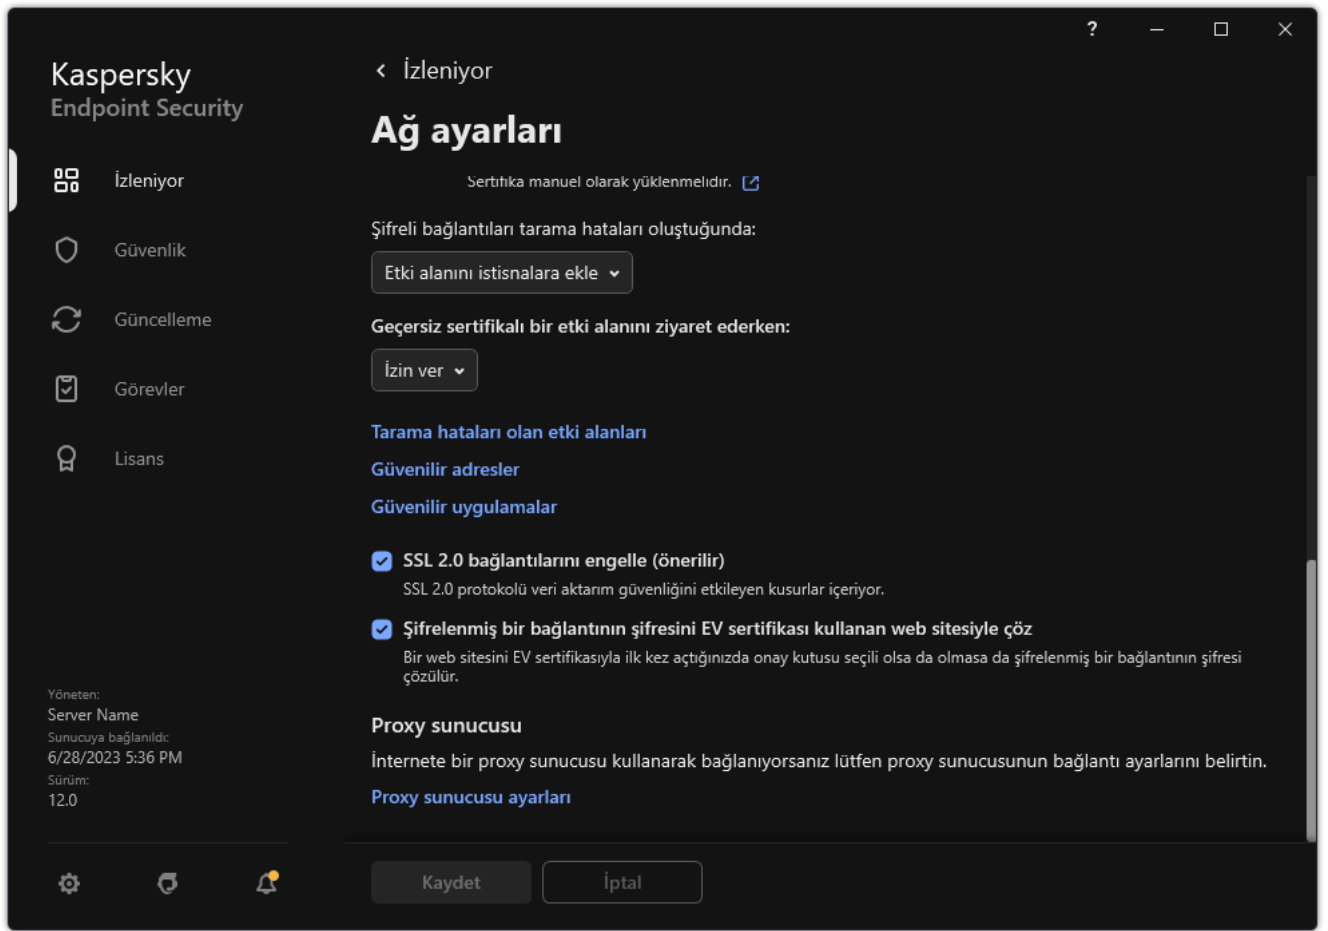 ?
Kaspersky
Endpoint Security
İzleniyor
Güvenlik
Güncelleme
Görevler
Lisans
Yöneten:
Server Name
Sunucuya bağlanıldı:
6/28/2023 5:36 PM
Sürüm:
12.0
İzleniyor
Ağ ayarları
Sertifika manuel olarak yüklenmelidir.
Şifreli bağlantıları tarama hataları oluştuğunda:
Etki alanını istisnalara ekle
Geçersiz sertifikalı bir etki alanını ziyaret ederken:
İzin ver
Tarama hataları olan etki alanları
Güvenilir adresler
Güvenilir uygulamalar
SSL 2.0 bağlantılarını engelle (önerilir)
SSL 2.0 protokolü veri aktarım güvenliğini etkileyen kusurlar içeriyor.
Şifrelenmiş bir bağlantının şifresini EV sertifikası kullanan web sitesiyle çöz
Bir web sitesini EV sertifikasıyla ilk kez açtığınızda onay kutusu seçili olsa da olmasa da şifrelenmiş bir bağlantının şifresi
çözülür.
Proxy sunucusu
İnternete bir proxy sunucusu kullanarak bağlanıyorsanız lütfen proxy sunucusunun bağlantı ayarlarını belirtin.
Proxy sunucusu ayarları
Kaydet
İptal